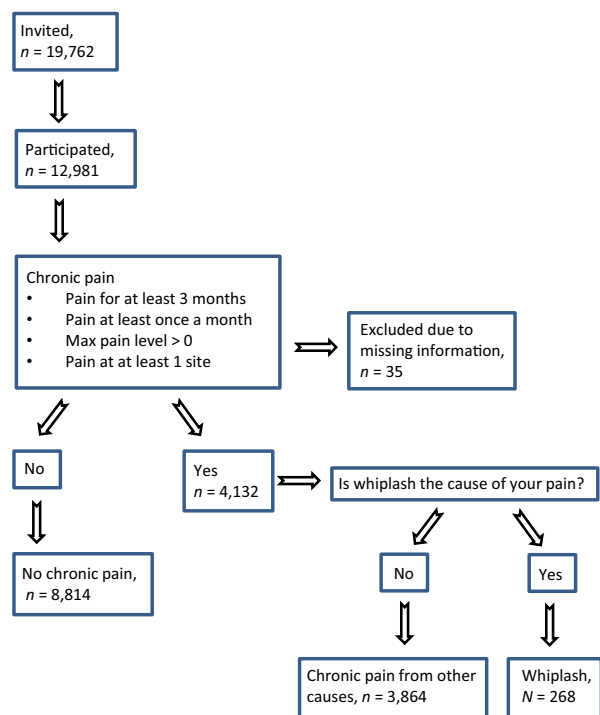 Invited,
n = 19,762
Participated,
n = 12,981
Chronic pain
• Pain for at least 3 months
• Pain at least once a month
• Max pain level > 0
• Pain at at least 1 site
Excluded due to
missing information,
n = 35
No
Yes
n = 4,132
Is whiplash the cause of your pain?
No chronic pain,
n = 8,814
No
Yes
Chronic pain from other
causes, n = 3,864
Whiplash,
N = 268